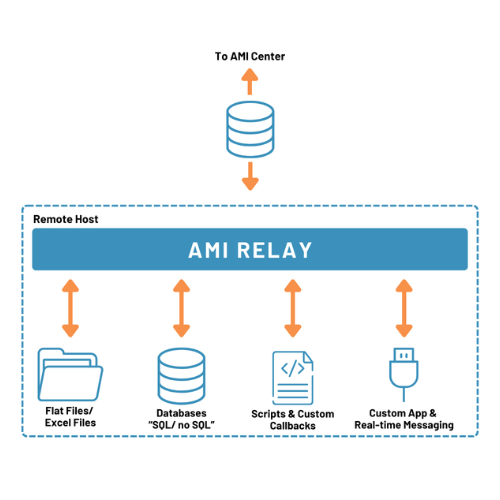 To AMI Center
Remote Host
AMI RELAY
</>
Flat Files/
Excel Files
Databases
“SQL/ no SQL”
Scripts & Custom
Callbacks
Custom App &
Real-time Messaging